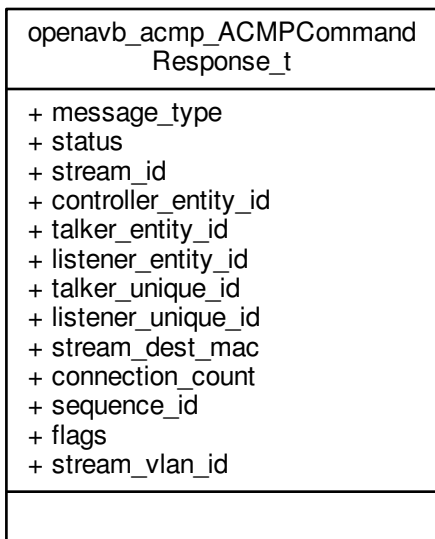 openavb_acmp_ACMPCommand
Response_t
+ message_type
+ status
+ stream_id
+ controller_entity_id
+ talker_entity_id
+ listener_entity_id
+ talker_unique_id
+ listener_unique_id
+ stream_dest_mac
+ connection_count
+ sequence_id
+ flags
+ stream_vlan_id